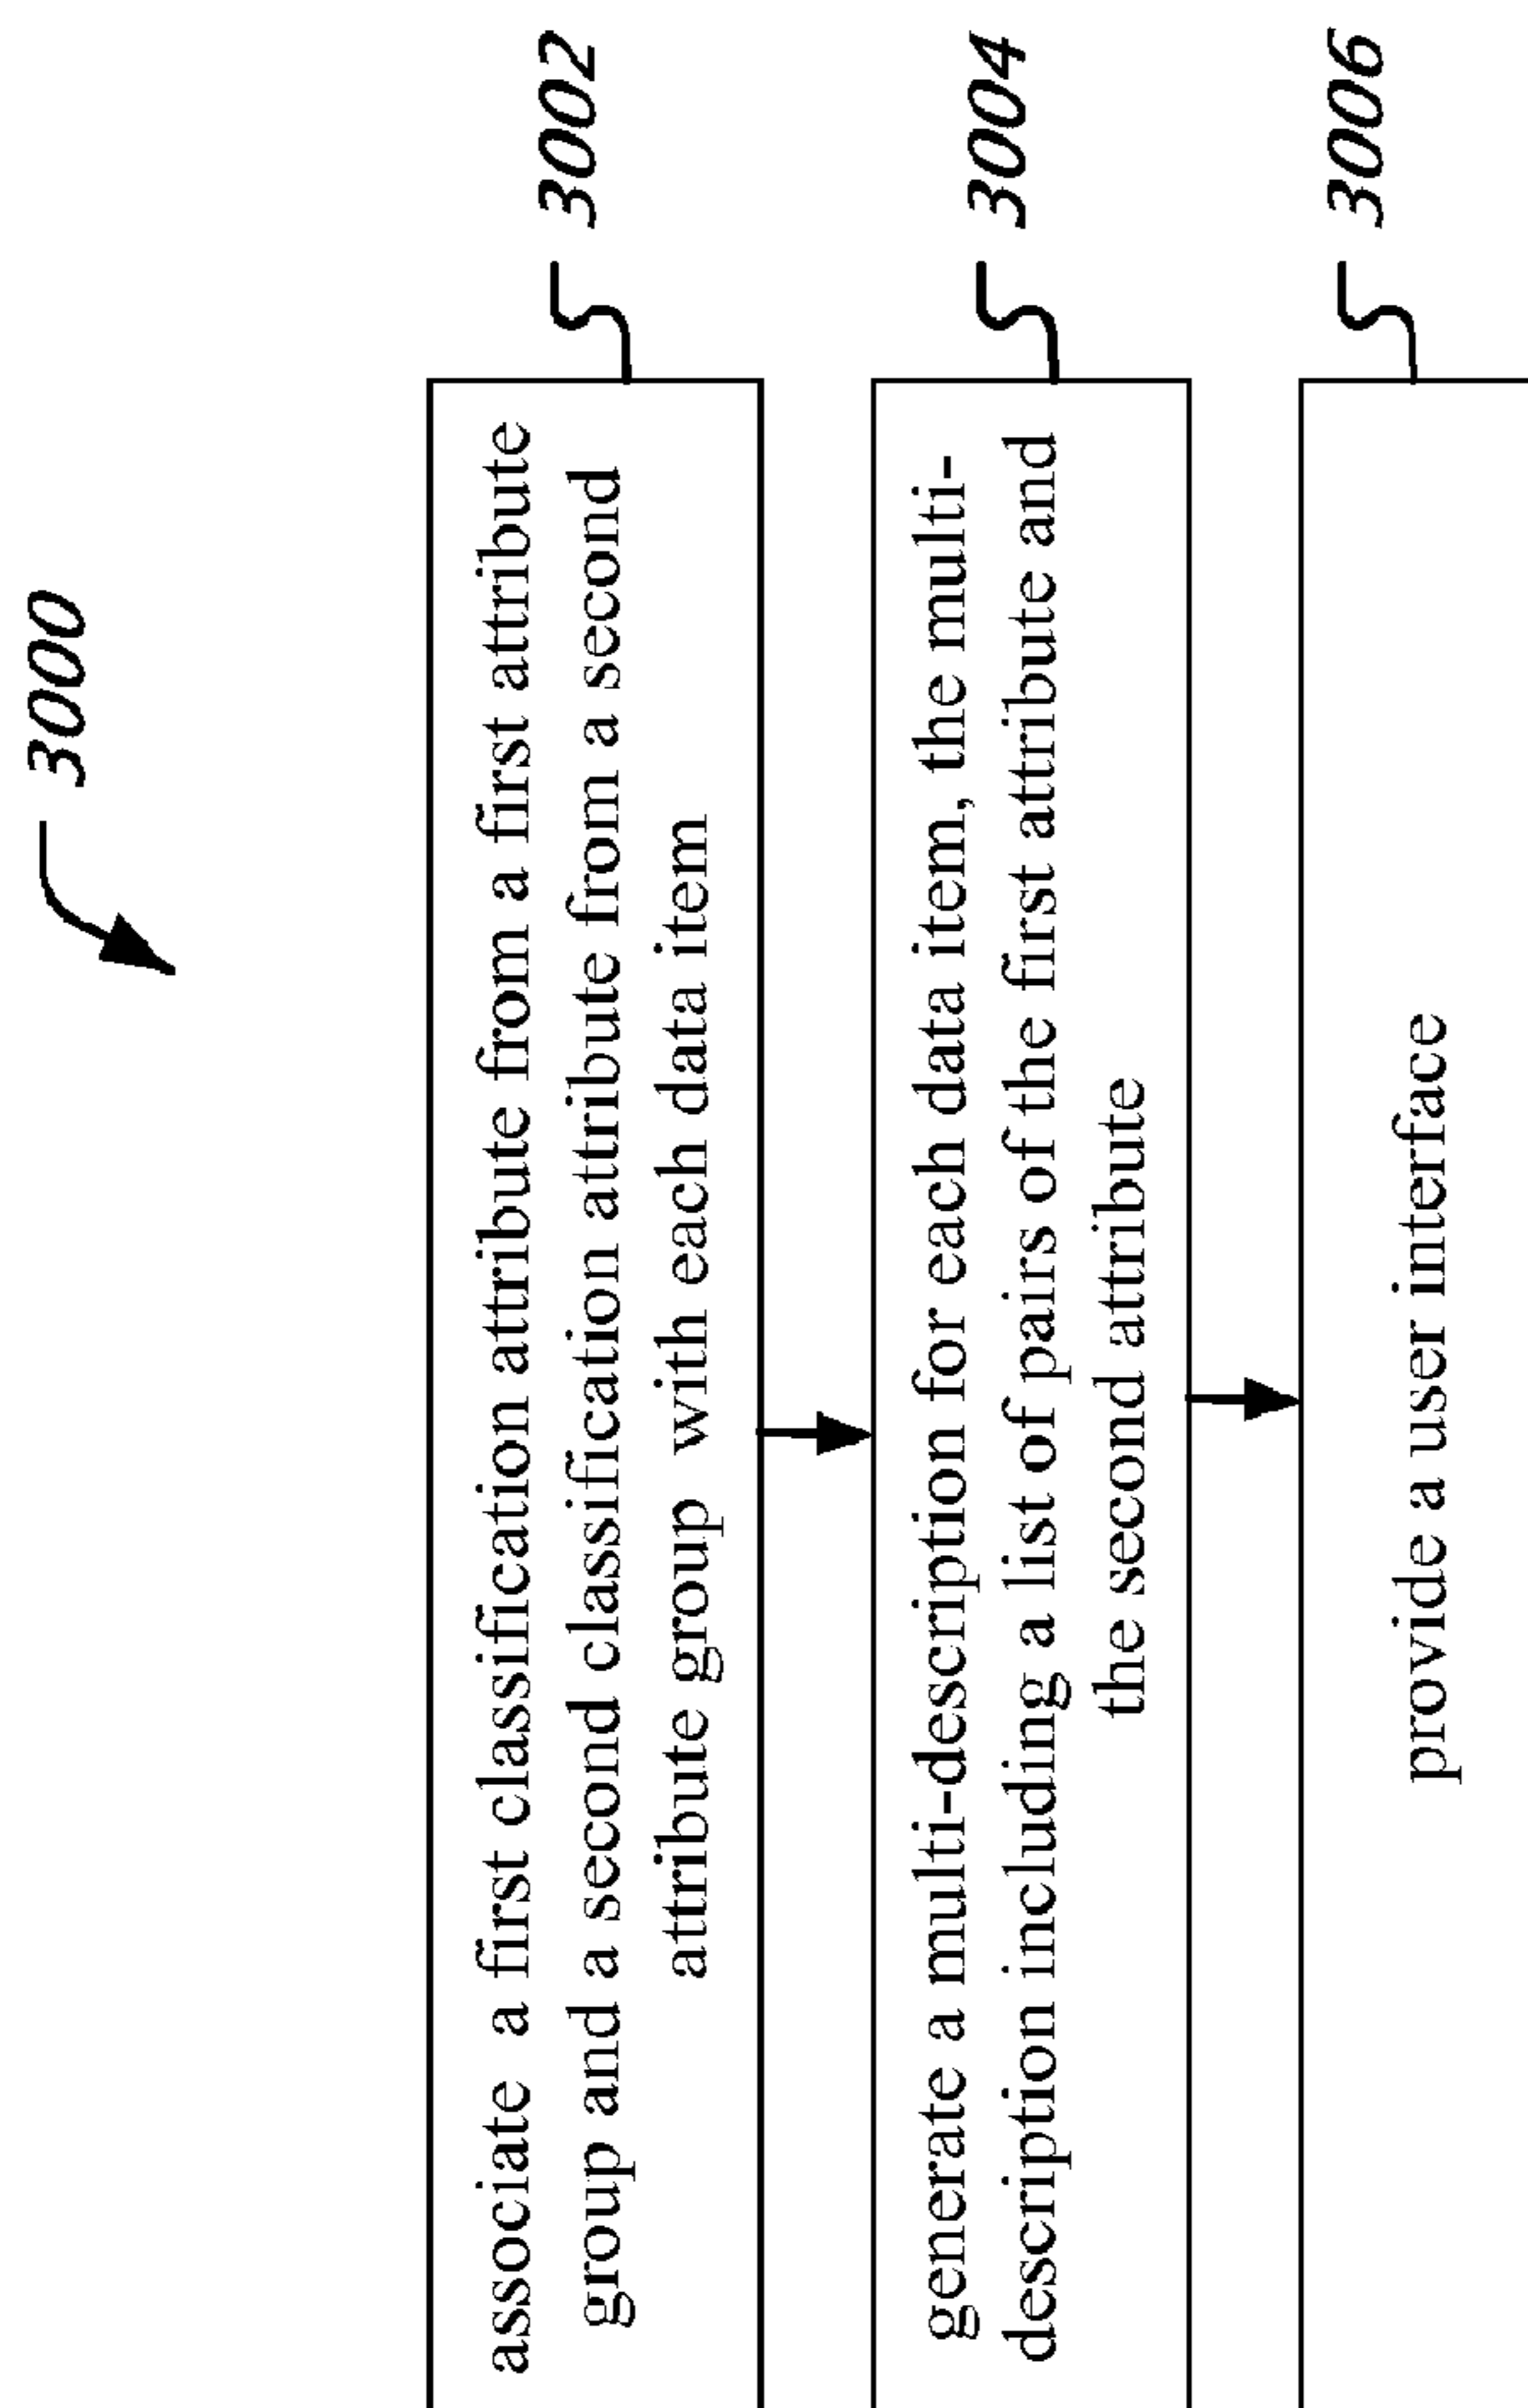 3000
associate a first classification attribute from a first attribute
group and a second classification attribute from a second
attribute group with each data item
3002
generate a multi-description for each data item, the multi-
description including a list of pairs of the first attribute and
the second attribute
3004
provide a user interface
3006